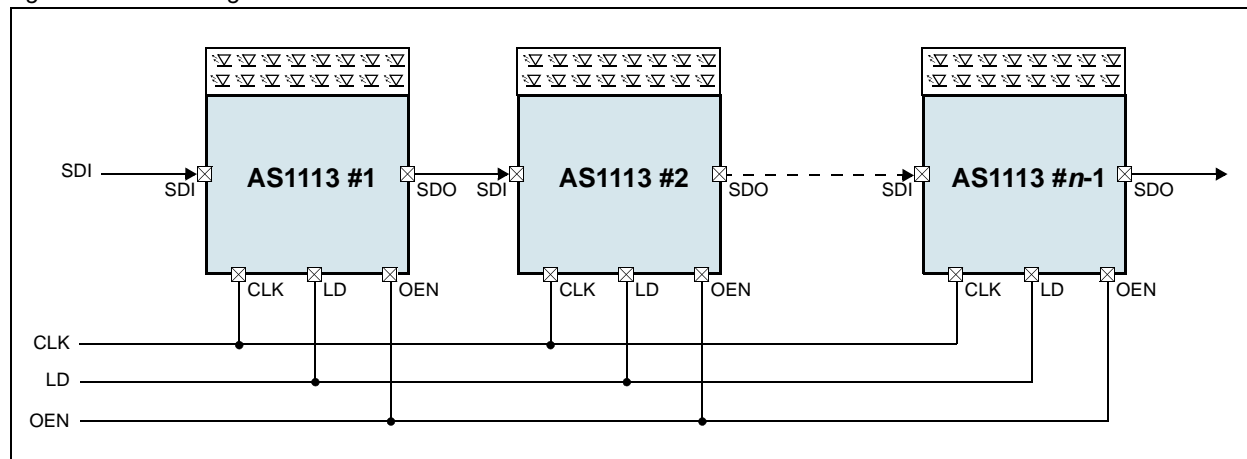 SDI
SDI
AS1113 #1
SDO
SDI
AS1113 #2
SDO
SDI
AS1113 #n-1
SDO
CLK
LD
OEN
CLK
LD
OEN
CLK
LD
OEN
CLK
LD
OEN